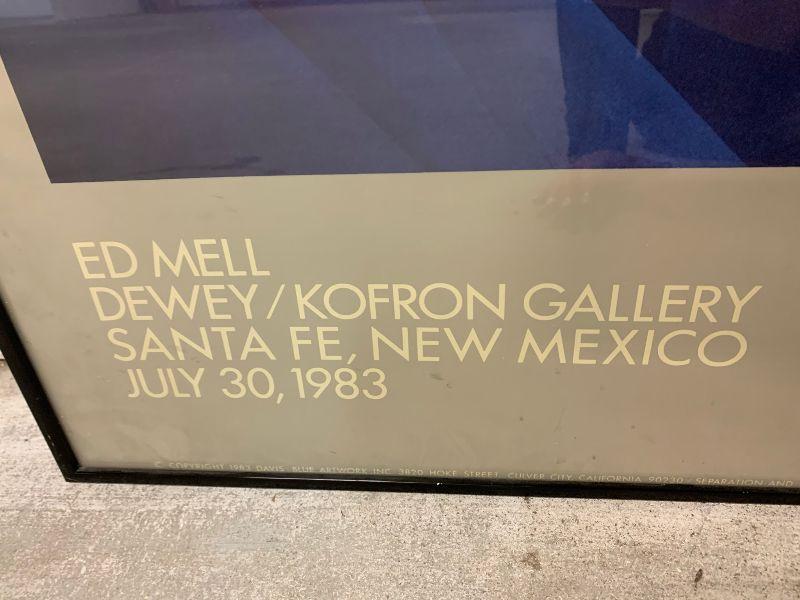 ED MELL
DEWEY/KOFRON GALLERY
SANTA FE, NEW MEXICO
JULY 30, 1983
© COPYRIGHT 1983 DAVIS BLUE ARTWORK INC. 3820 HOKE STREET, CULVER CITY, CALIFORNIA 90230. SEPARATION AND